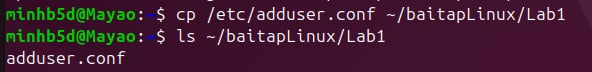 minhb5d@Mayao:~$ cp /etc/adduser.conf ~/baitapLinux/Lab1
minhb5d@Mayao:~$ ls ~/baitapLinux/Lab1
adduser.conf